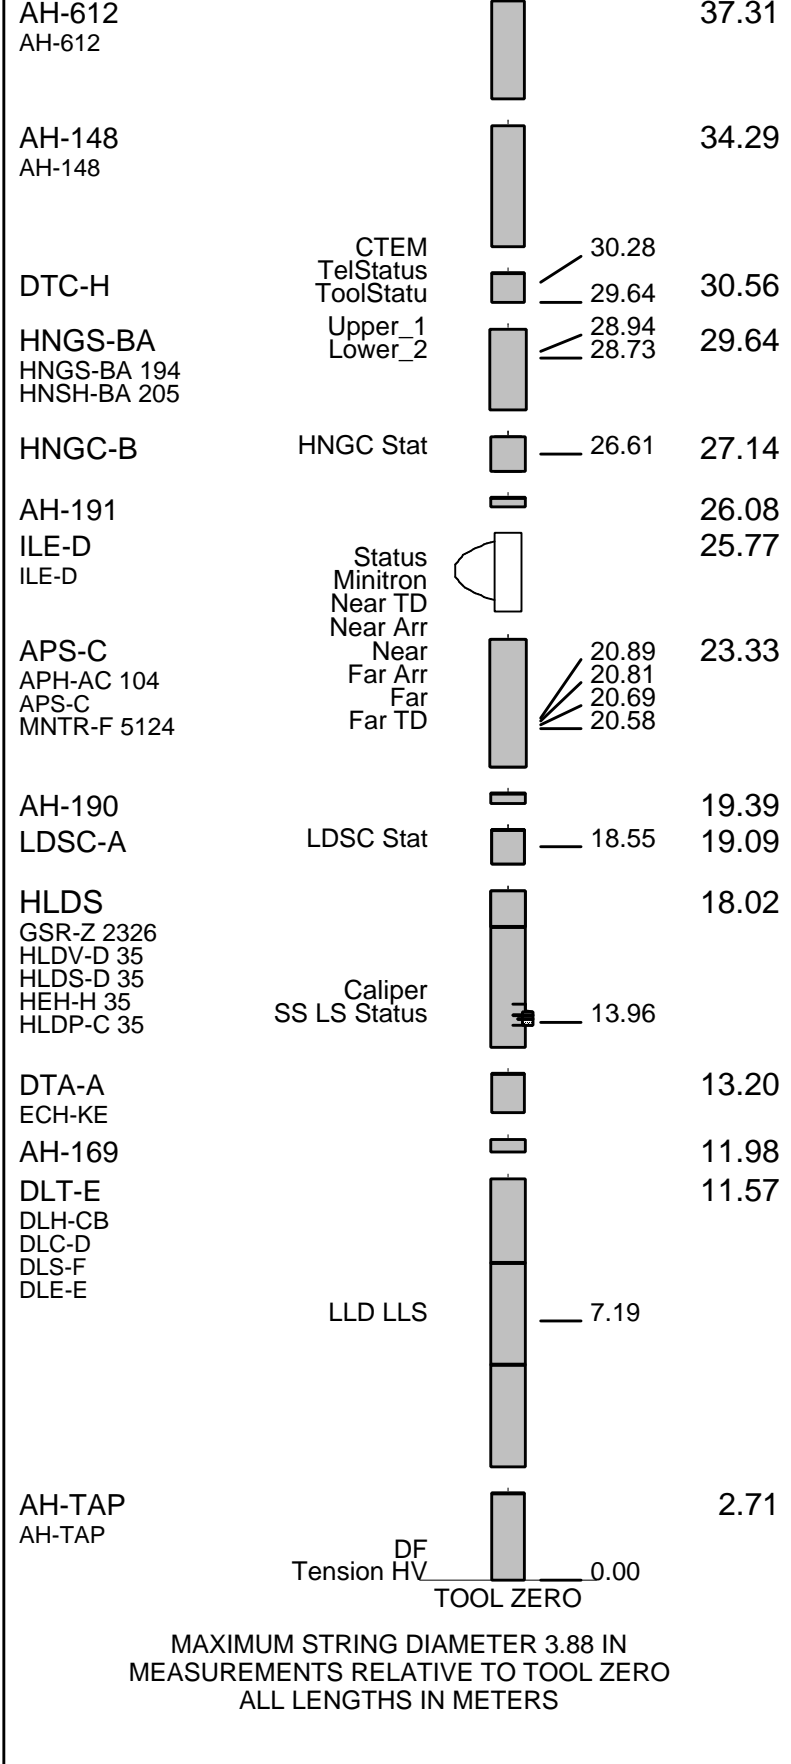 AH-612 37.31
AH-612
AH-148 34.29
AH-148
CTEM 30.28
TelStatus
DTC-H ToolStatu 29.64 30.56
Upper_1 28.94
HNGS-BA Lower_2 28.73 29.64
HNGS-BA 194
HNSH-BA 205
HNGC-B HNGC Stat 26.61 27.14
AH-191 26.08
ILE-D 25.77
Status
ILE-D Minitron
Near TD
Near Arr
APS-C Near 20.89 23.33
APH-AC 104 Far Arr 20.81
APS-C Far 20.69
MNTR-F 5124 Far TD 20.58
AH-190 19.39
LDSC-A LDSC Stat 18.55 19.09
HLDS 18.02
GSR-Z 2326
HLDV-D 35
HLDS-D 35
HEH-H 35 Caliper
HLDP-C 35 SS LS Status 13.96
DTA-A 13.20
ECH-KE
AH-169 11.98
DLT-E 11.57
DLH-CB
DLC-D
DLS-F
DLE-E
LLD LLS 7.19
AH-TAP 2.71
AH-TAP
DF
Tension HV 0.00
TOOL ZERO
MAXIMUM STRING DIAMETER 3.88 IN
MEASUREMENTS RELATIVE TO TOOL ZERO
ALL LENGTHS IN METERS